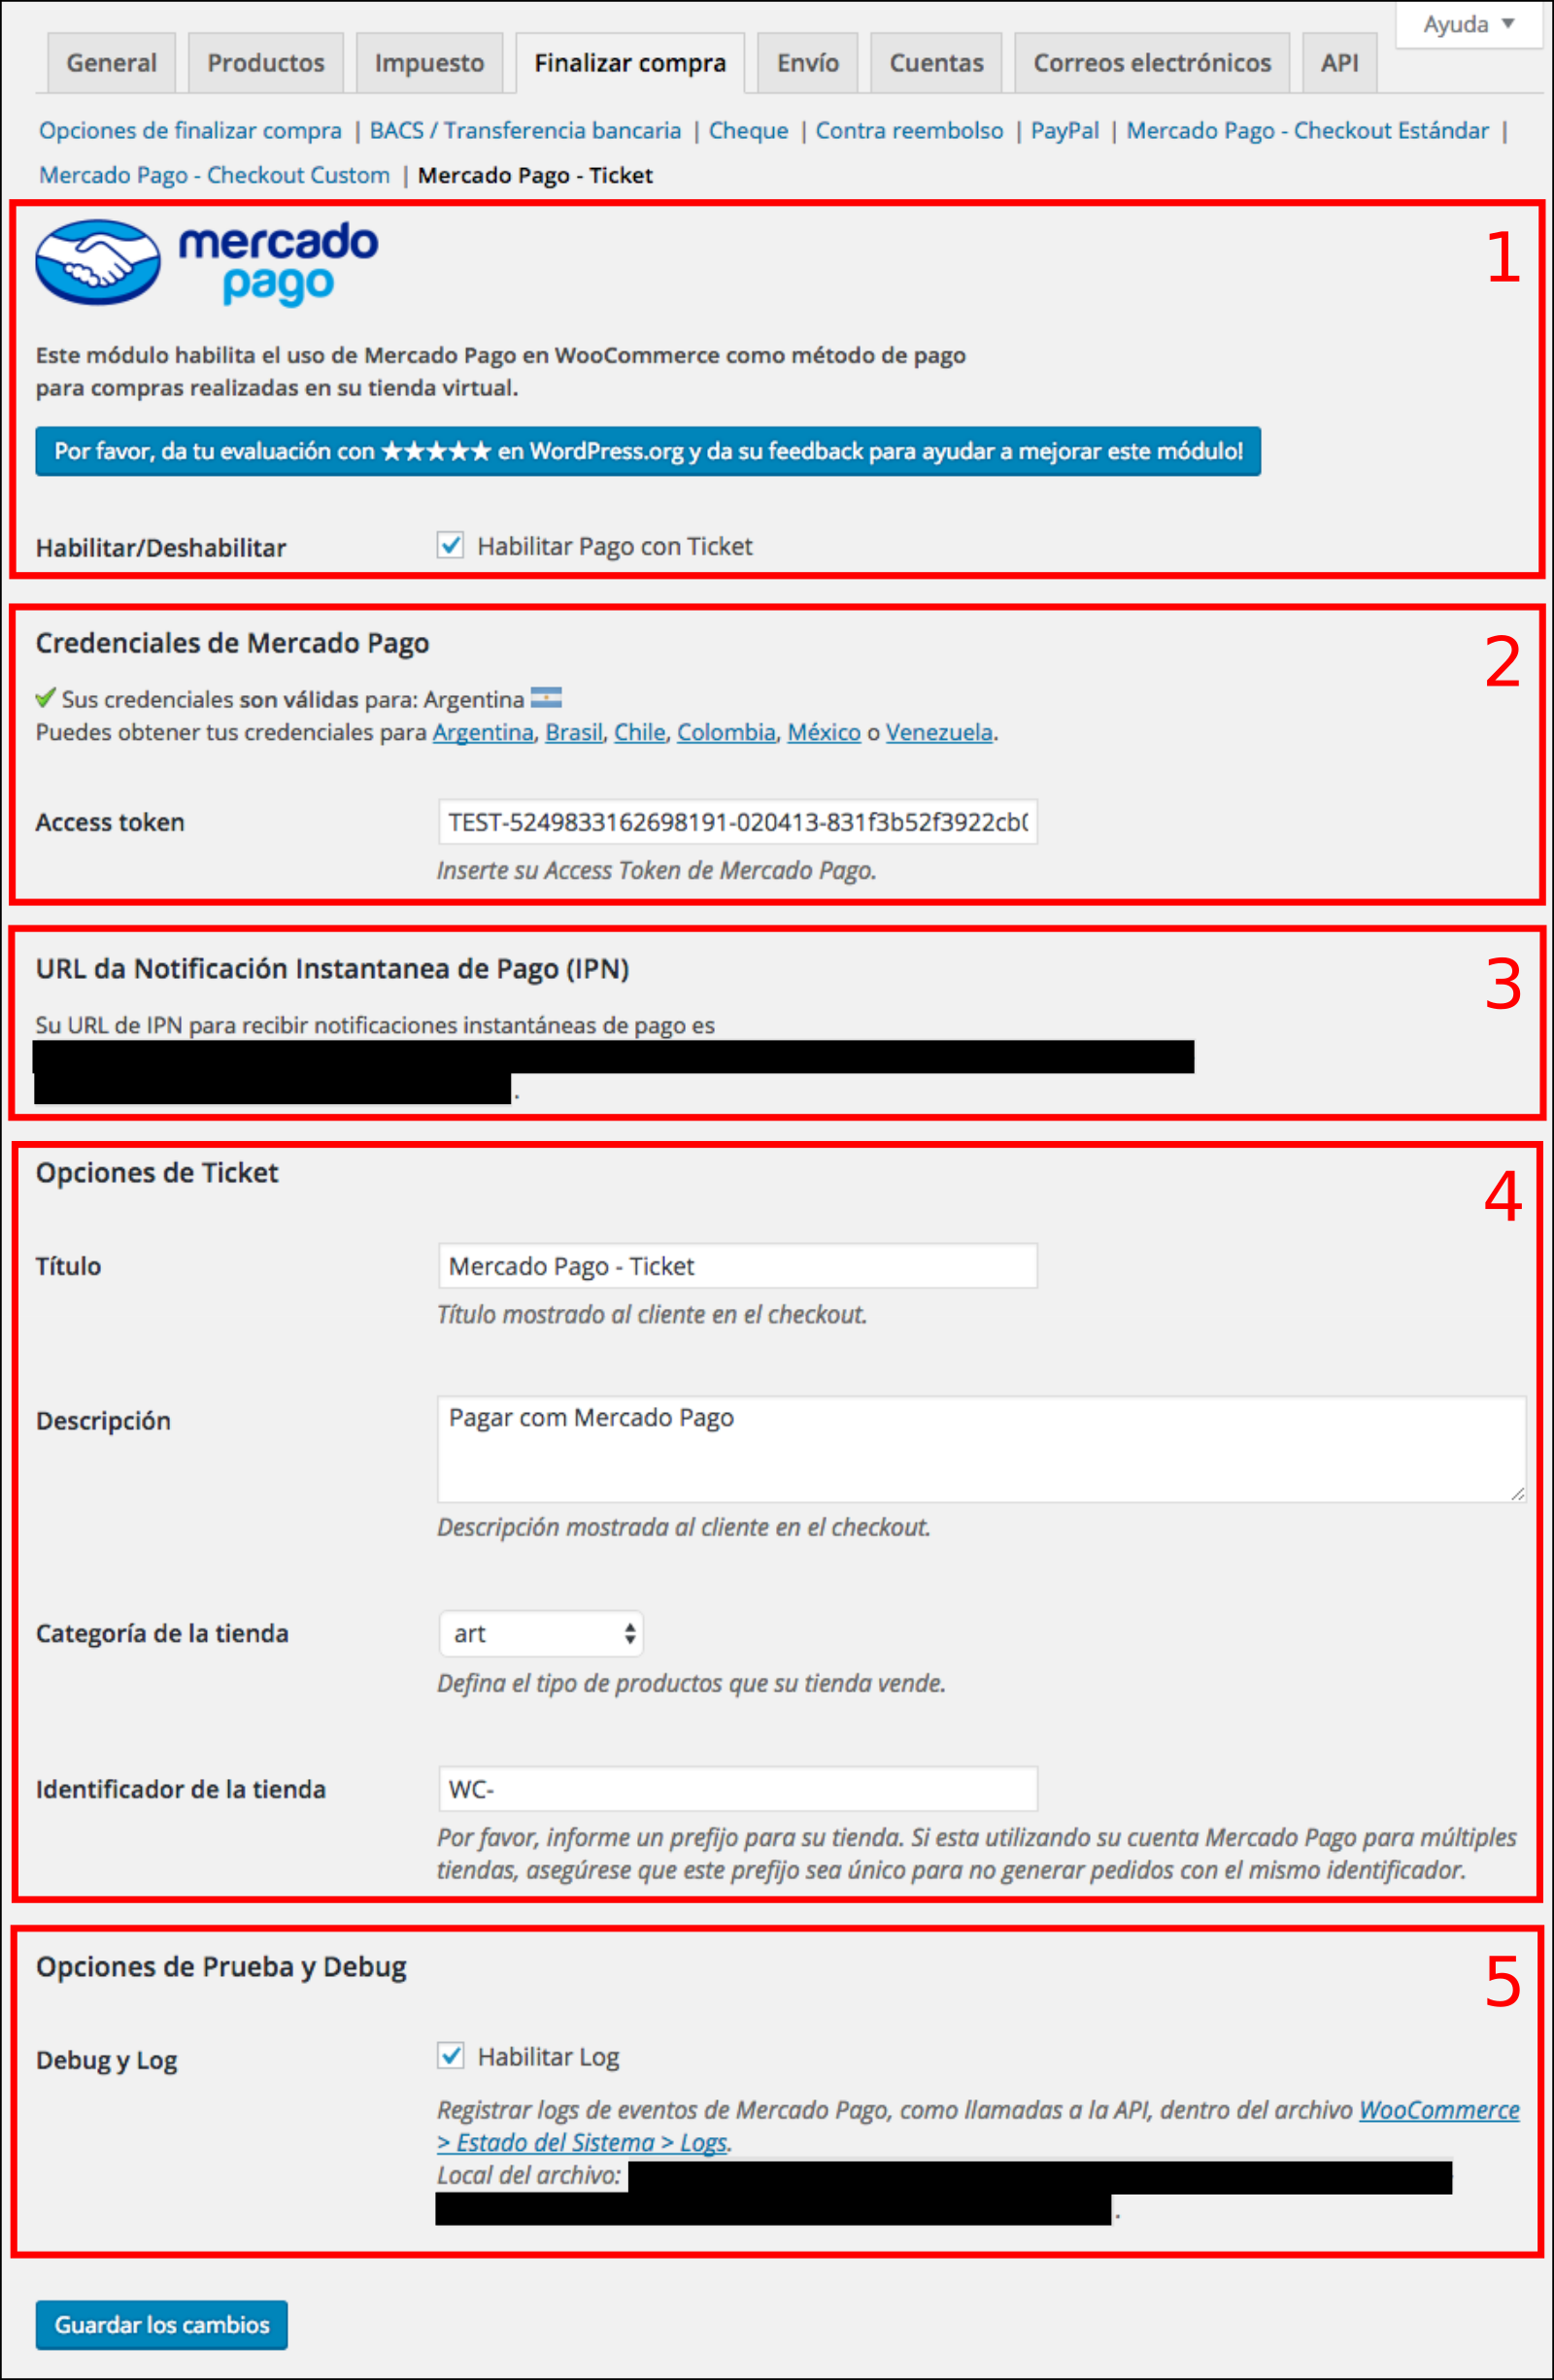 Ayuda ▼
General Productos Impuesto Finalizar compra Envío Cuentas Correos electrónicos API
Opciones de finalizar compra | BACS / Transferencia bancaria | Cheque | Contra reembolso | PayPal | Mercado Pago - Checkout Estándar |
Mercado Pago - Checkout Custom | Mercado Pago - Ticket
1
mercado
pago
Este módulo habilita el uso de Mercado Pago en WooCommerce como método de pago
para compras realizadas en su tienda virtual.
Por favor, da tu evaluación con ★★★★★ en WordPress.org y da su feedback para ayudar a mejorar este módulo!
Habilitar/Deshabilitar Habilitar Pago con Ticket
2
Credenciales de Mercado Pago
Sus credenciales son válidas para: Argentina
Puedes obtener tus credenciales para Argentina, Brasil, Chile, Colombia, México o Venezuela.
Access token TEST-5249833162698191-020413-831f3b52f3922cb(
Inserte su Access Token de Mercado Pago.
3
URL da Notificación Instantanea de Pago (IPN)
Su URL de IPN para recibir notificaciones instantáneas de pago es
.
4
Opciones de Ticket
Título Mercado Pago - Ticket
Título mostrado al cliente en el checkout.
Descripción Pagar com Mercado Pago
Descripción mostrada al cliente en el checkout.
Categoría de la tienda art
Defina el tipo de productos que su tienda vende.
Identificador de la tienda WC-
Por favor, informe un prefijo para su tienda. Si esta utilizando su cuenta Mercado Pago para múltiples
tiendas, asegúrese que este prefijo sea único para no generar pedidos con el mismo identificador.
5
Opciones de Prueba y Debug
Debug y Log Habilitar Log
Registrar logs de eventos de Mercado Pago, como llamadas a la API, dentro del archivo WooCommerce
> Estado del Sistema > Logs.
Local del archivo:
.
Guardar los cambios